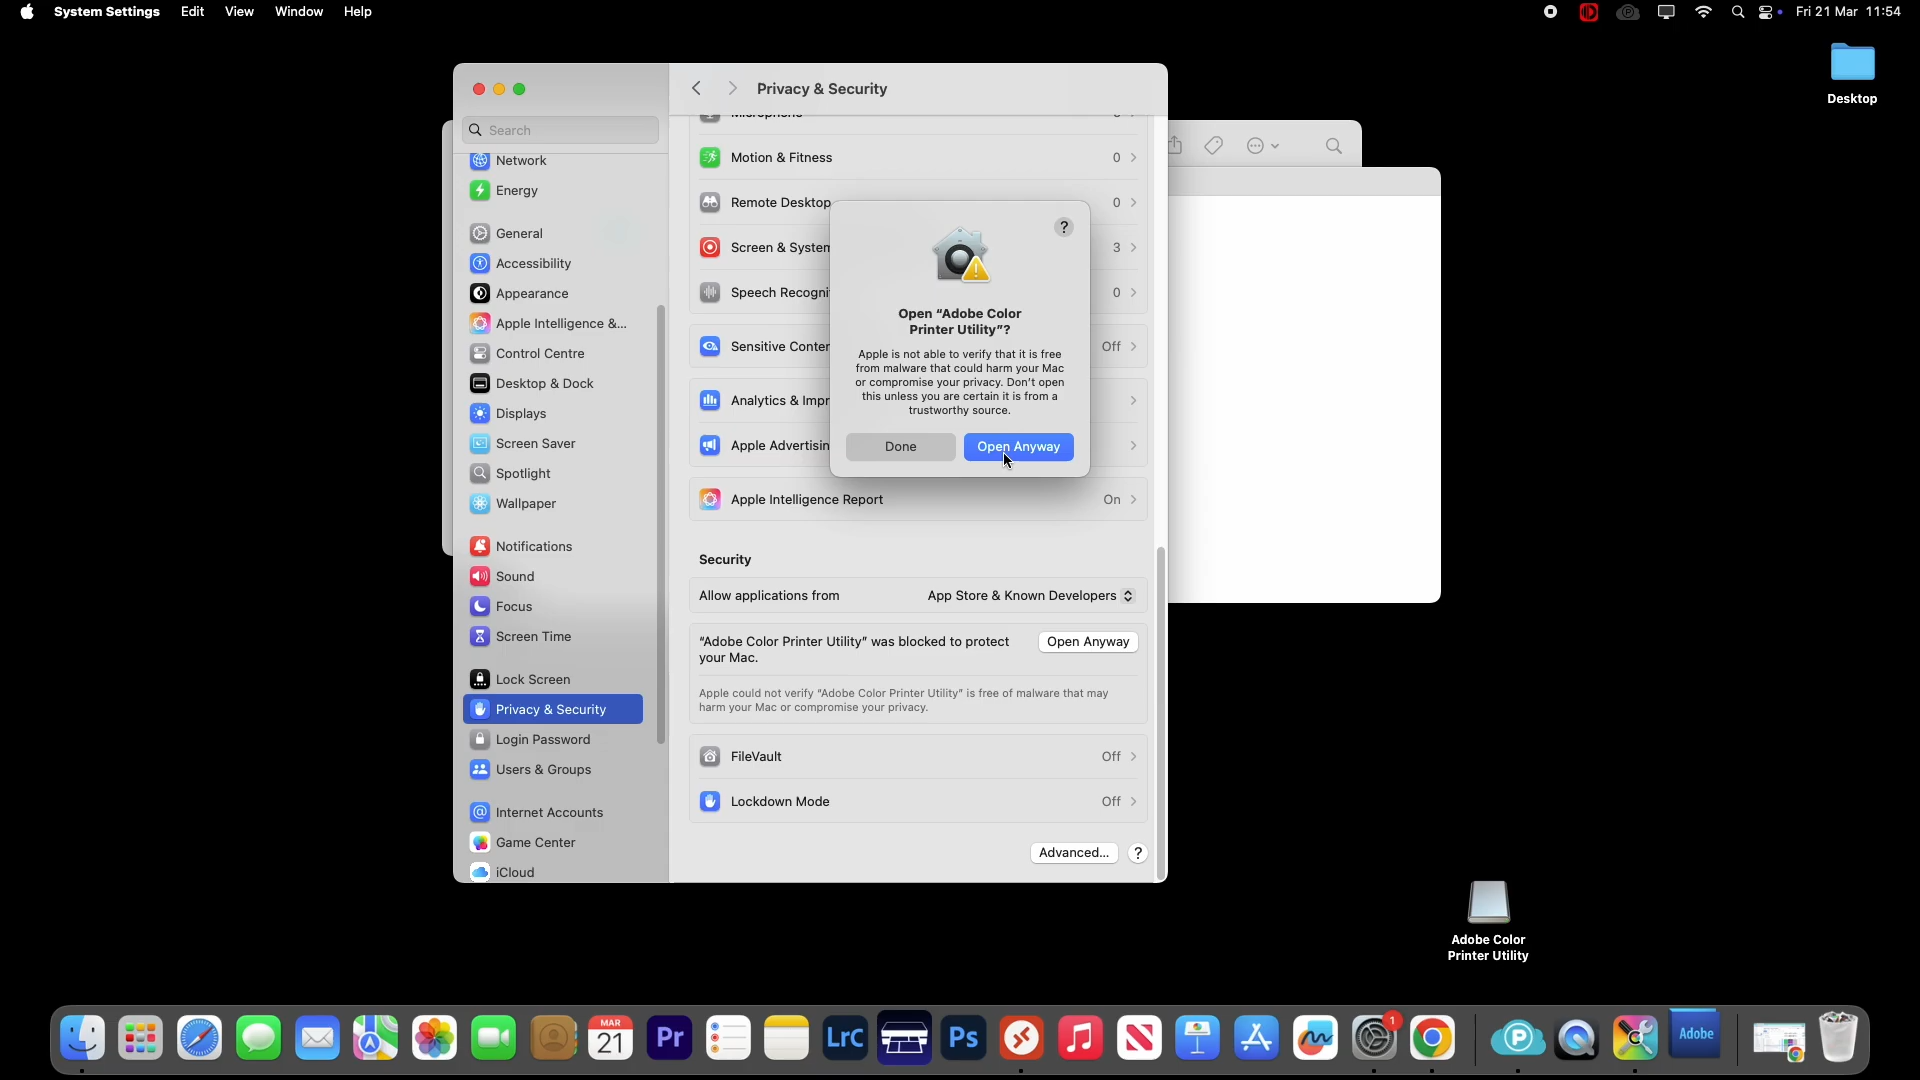 System Settings Edit View Window Help
Fri 21 Mar 11:54
Desktop
Privacy & Security
Search
Network
Energy
General
Accessibility
Appearance
Apple Intelligence &...
Control Centre
Desktop & Dock
Displays
Screen Saver
Spotlight
Wallpaper
Notifications
Sound
Focus
Screen Time
Lock Screen
Privacy & Security
Login Password
Users & Groups
Internet Accounts
Game Center
iCloud
Motion & Fitness 0
Remote Desktop 0
Screen & System 3
Speech Recogni 0
Sensitive Conter Off
Analytics & Impr
Apple Advertisin
Apple Intelligence Report On
?
Open “Adobe Color
Printer Utility”?
Apple is not able to verify that it is free
from malware that could harm your Mac
or compromise your privacy. Don’t open
this unless you are certain it is from a
trustworthy source.
Done Open Anyway
Security
Allow applications from App Store & Known Developers
“Adobe Color Printer Utility” was blocked to protect
your Mac.
Open Anyway
Apple could not verify “Adobe Color Printer Utility” is free of malware that may
harm your Mac or compromise your privacy.
FileVault Off
Lockdown Mode Off
Advanced... ?
Adobe Color
Printer Utility
MAR
21
Pr
LrC
Ps
1
Adobe